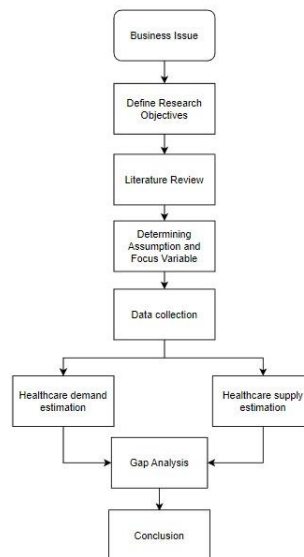 Business Issue
Define Research
Objectives
Literature Review
Determining
Assumption and
Focus Variable
Data collection
Healthcare demand
estimation
Healthcare supply
estimation
Gap Analysis
Conclusion